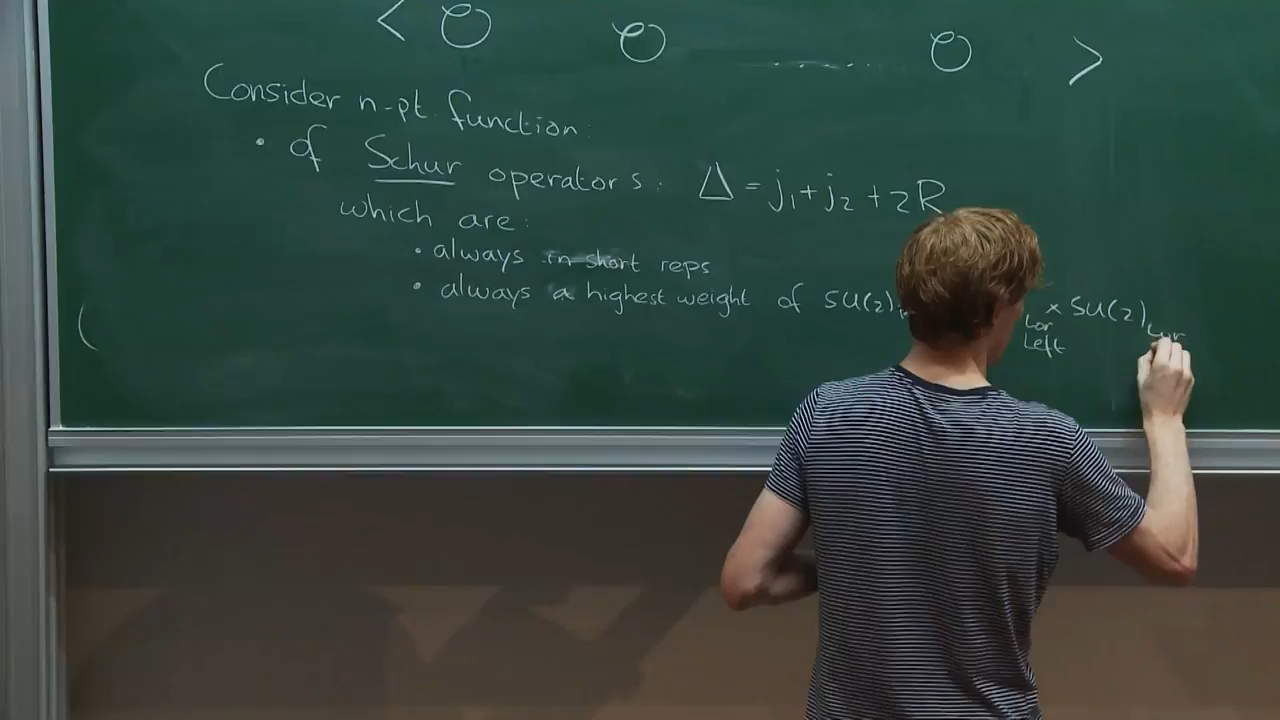 < O O ........ O >
Consider n-pt. function:
• of Schur operators: Δ = j₁ + j₂ + 2R
which are:
• always in short reps
• always a highest weight of SU(2) Lor Left × SU(2) Lor
(